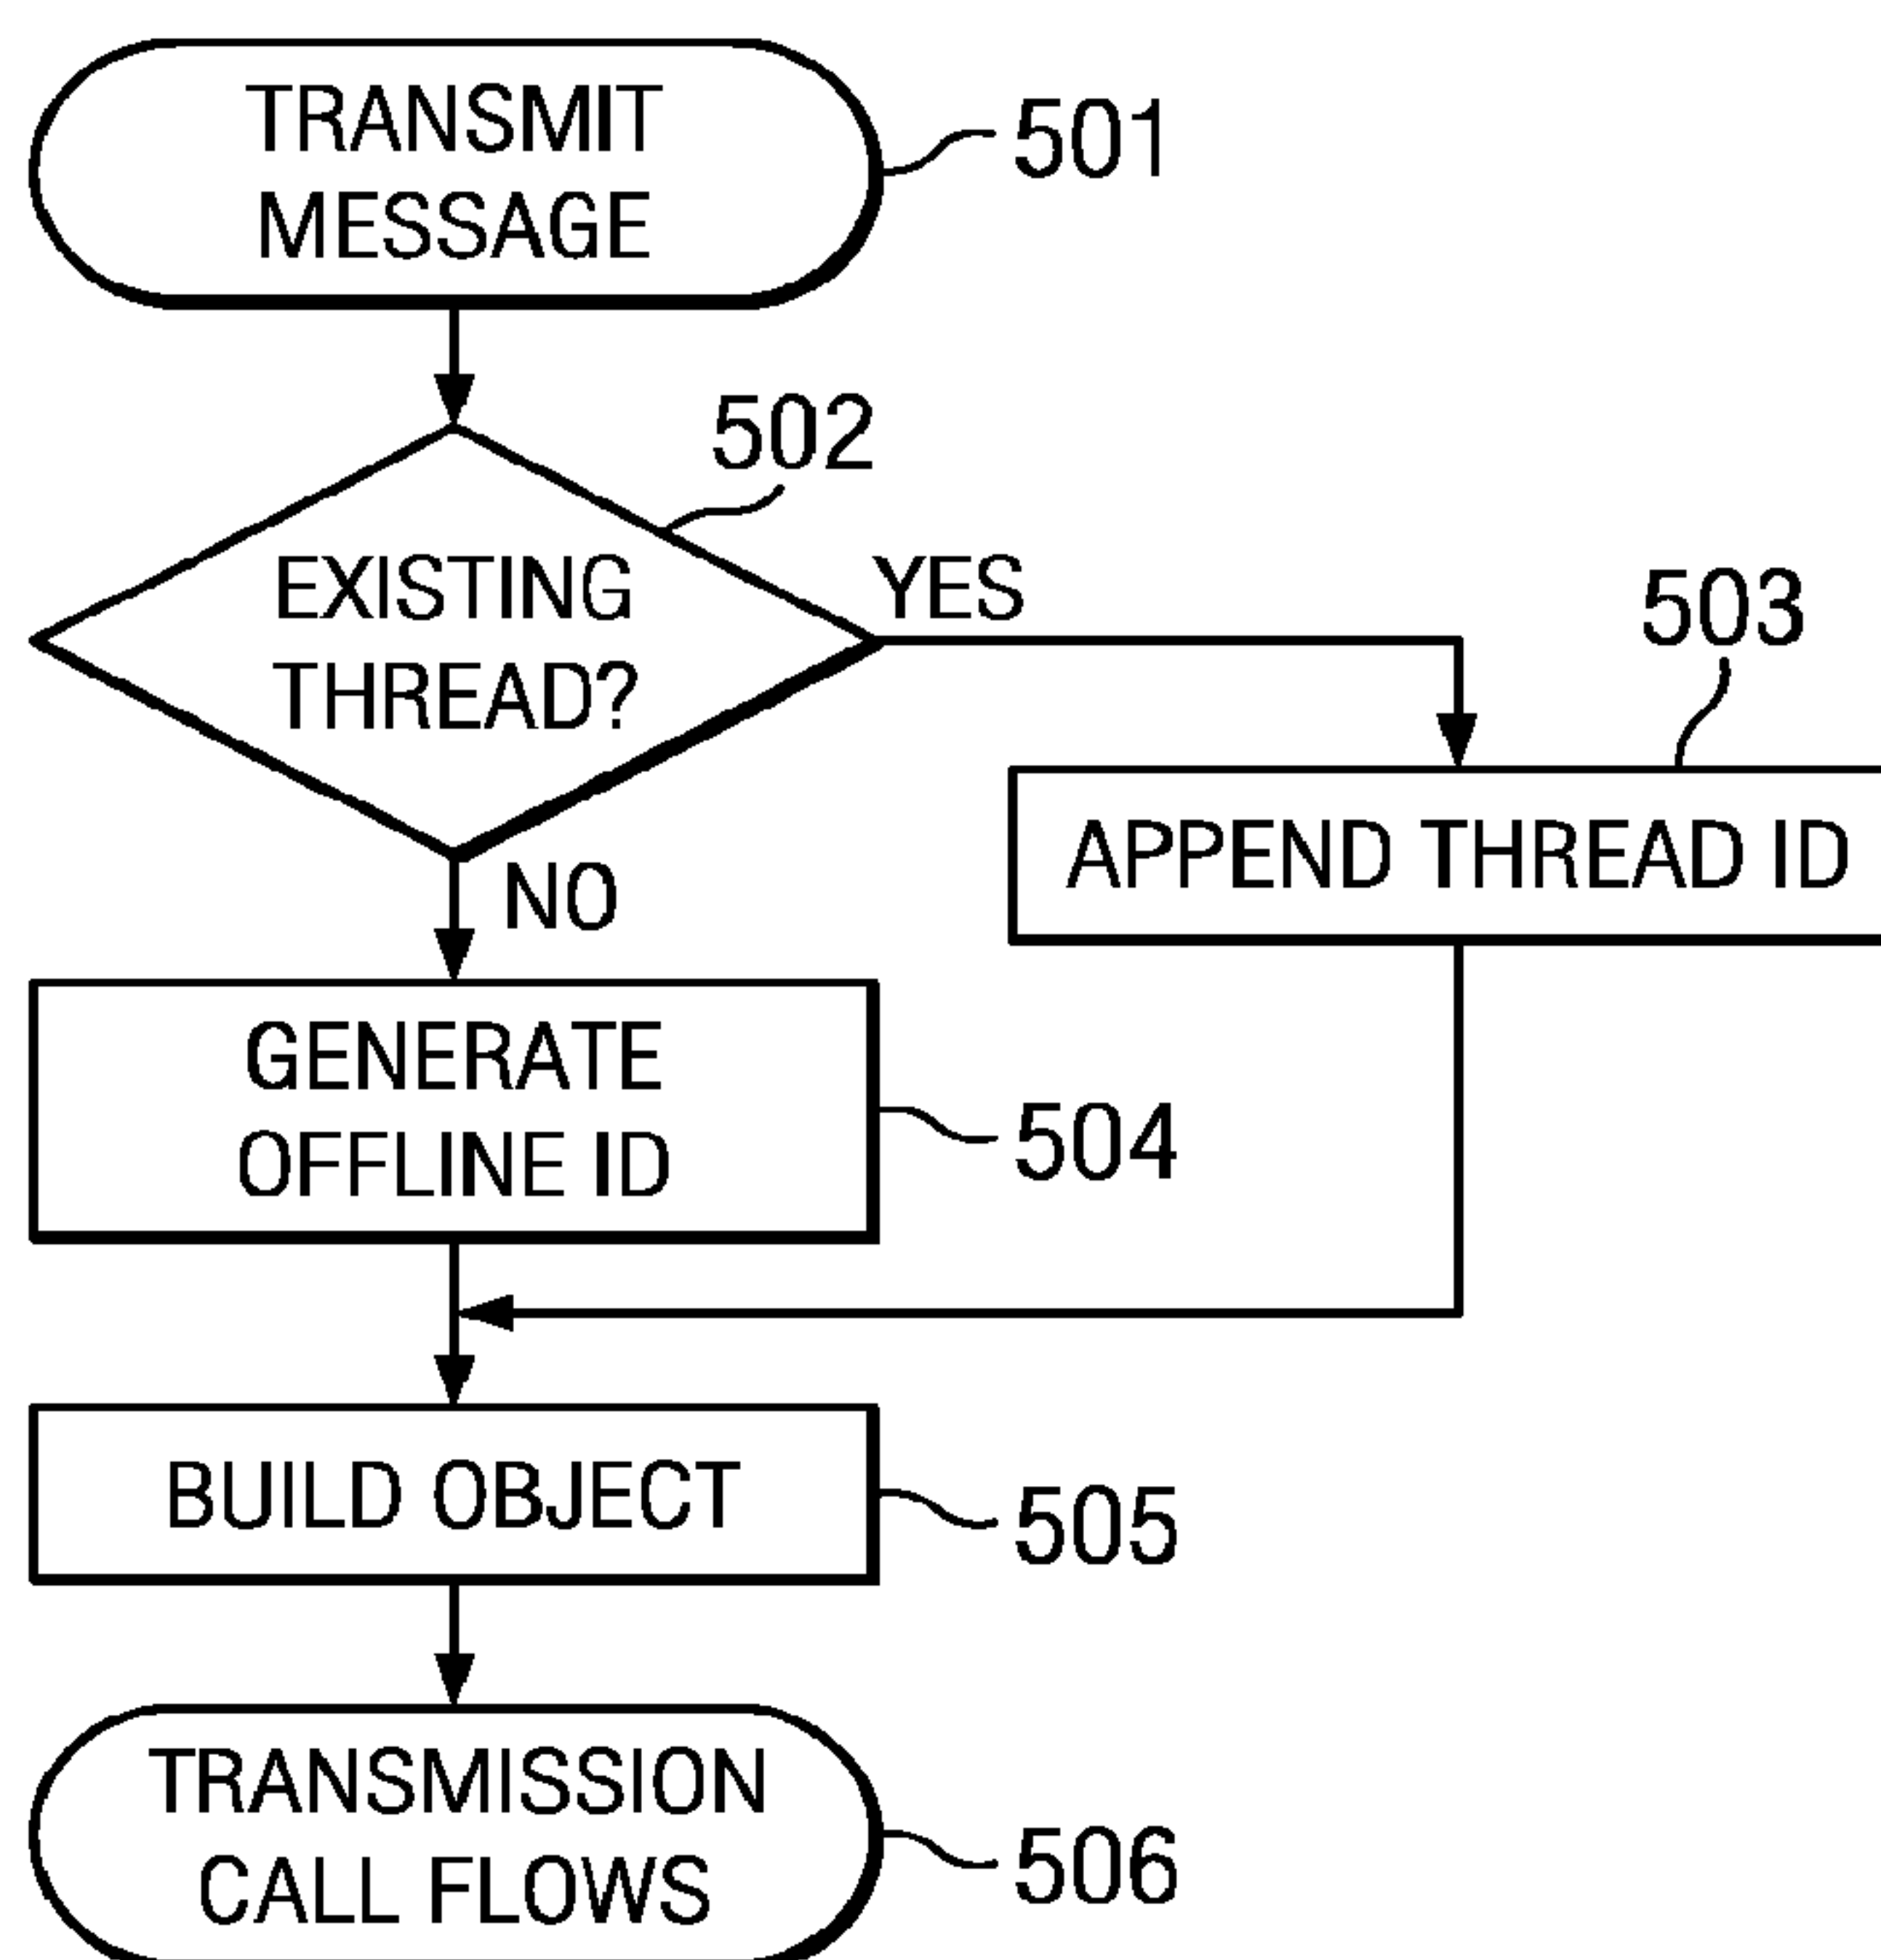 TRANSMIT
MESSAGE
501
502
EXISTING
THREAD?
YES
503
APPEND THREAD ID
NO
GENERATE
OFFLINE ID
504
BUILD OBJECT
505
TRANSMISSION
CALL FLOWS
506